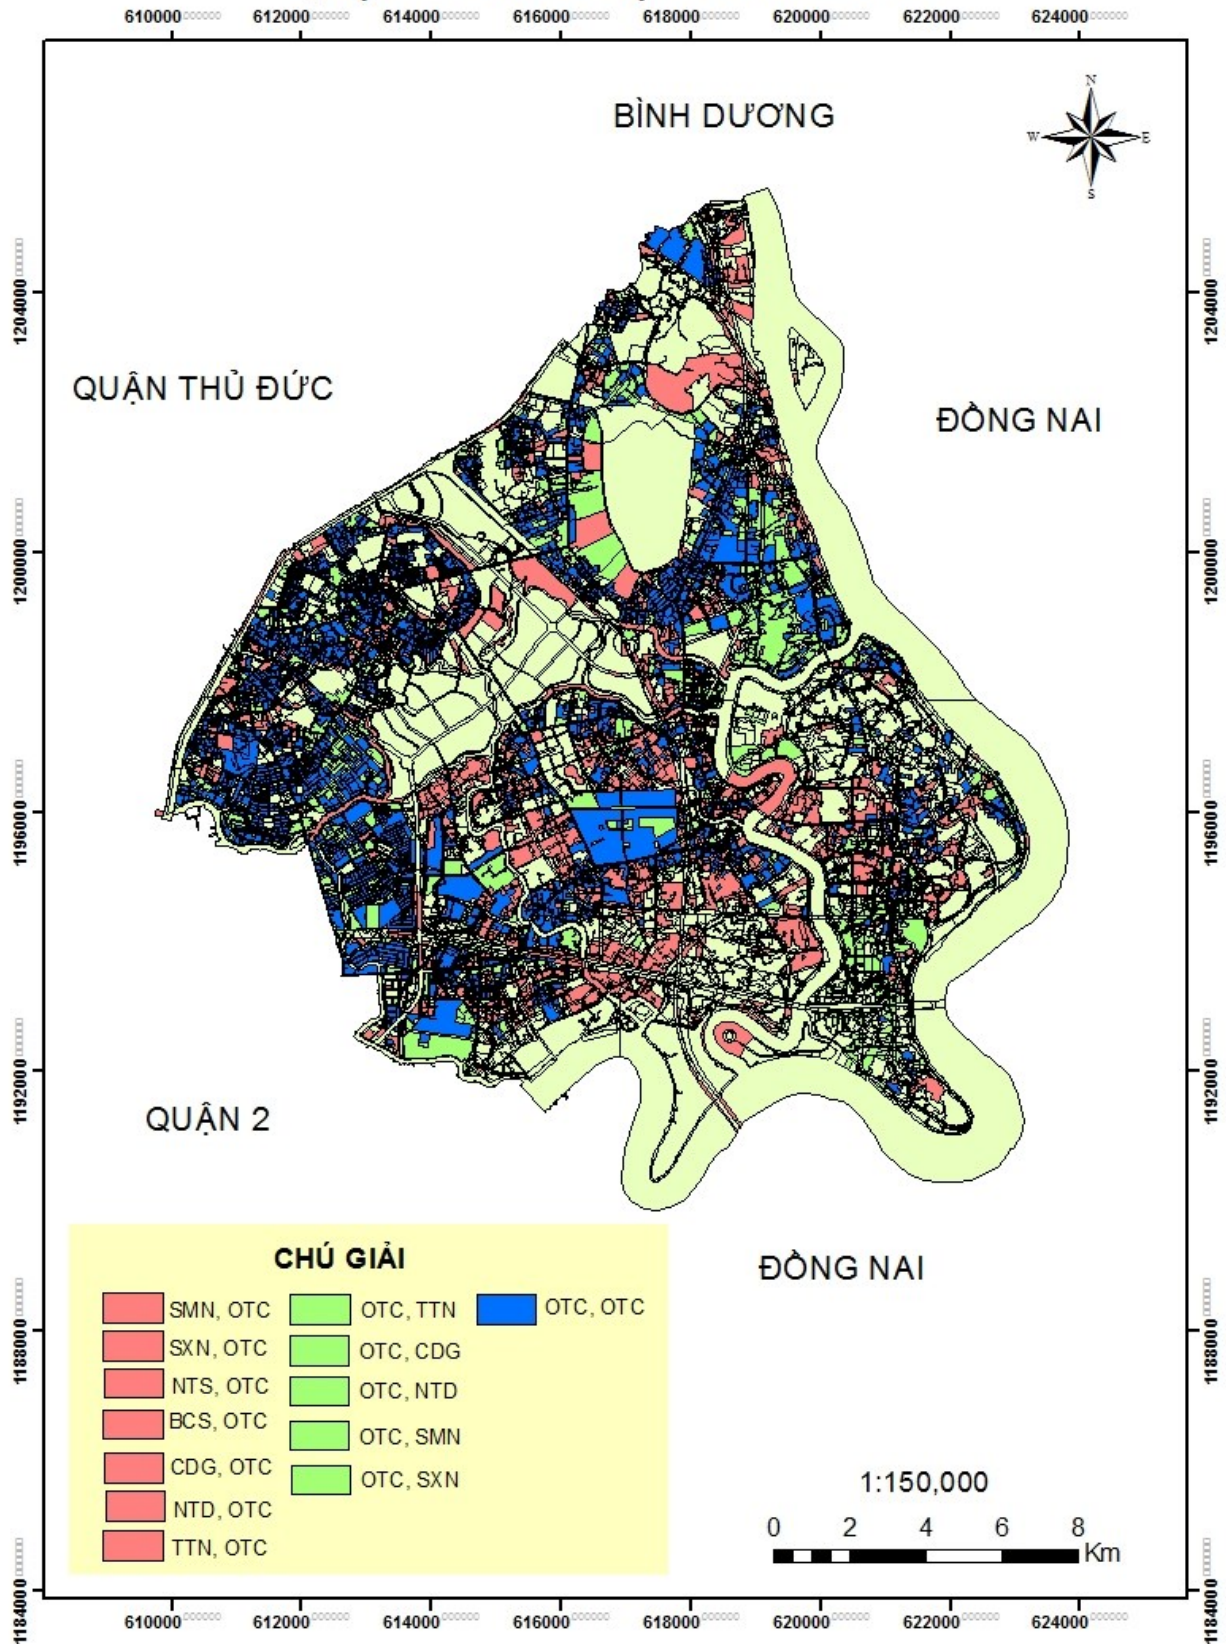 610000 612000 614000 616000 618000 620000 622000 624000
BÌNH DƯƠNG
N
W E
S
1204000 1204000
QUẬN THỦ ĐỨC
ĐỒNG NAI
1200000 1200000
1196000 1196000
1192000 1192000
QUẬN 2
ĐỒNG NAI
CHÚ GIẢI
SMN, OTC OTC, TTN OTC, OTC
SXN, OTC OTC, CDG
NTS, OTC OTC, NTD
BCS, OTC OTC, SMN
CDG, OTC OTC, SXN
NTD, OTC
TTN, OTC
1188000 1188000
1:150,000
0 2 4 6 8
Km
1184000 1184000
610000 612000 614000 616000 618000 620000 622000 624000